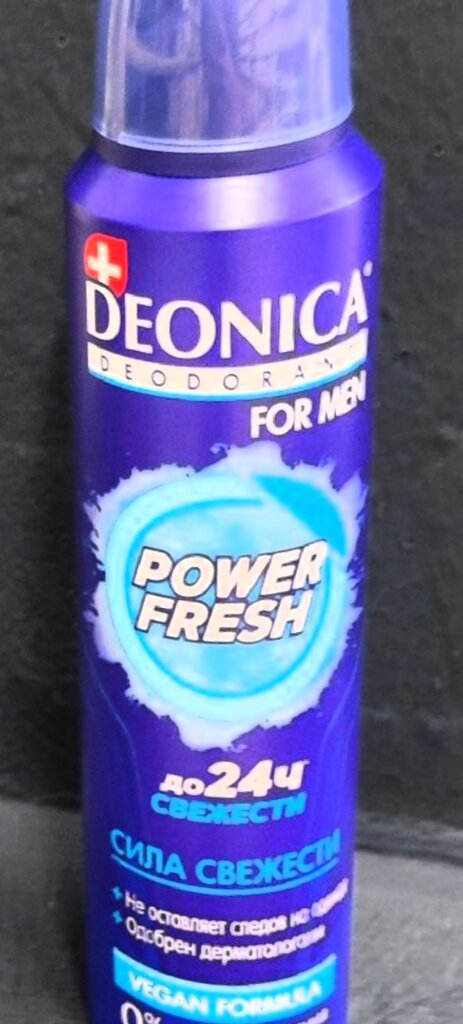 DEONICA
DEODORANT
FOR MEN
POWER
FRESH
до 24ч
СВЕЖЕСТИ
СИЛА СВЕЖЕСТИ
+ Не оставляет следов на одежде
+ Одобрен дерматологами
VEGAN FORMULA
0%